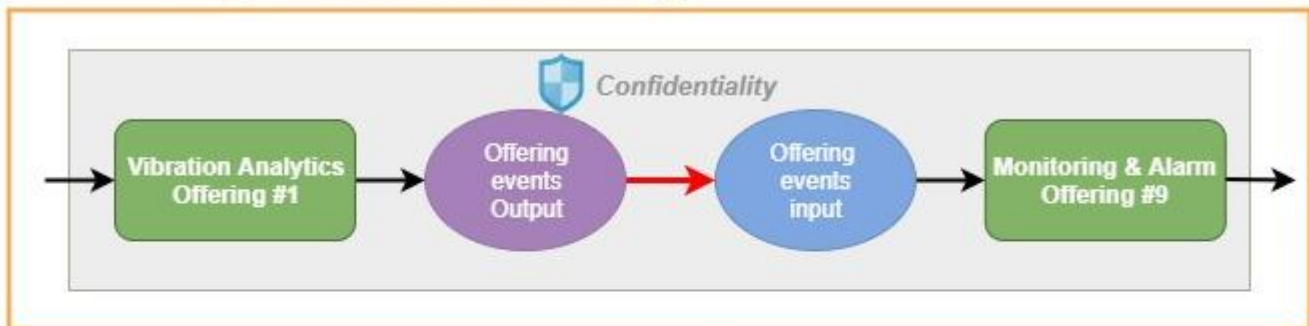 Confidentiality
Vibration Analytics
Offering #1
Offering
events
Output
Offering
events
input
Monitoring & Alarm
Offering #9